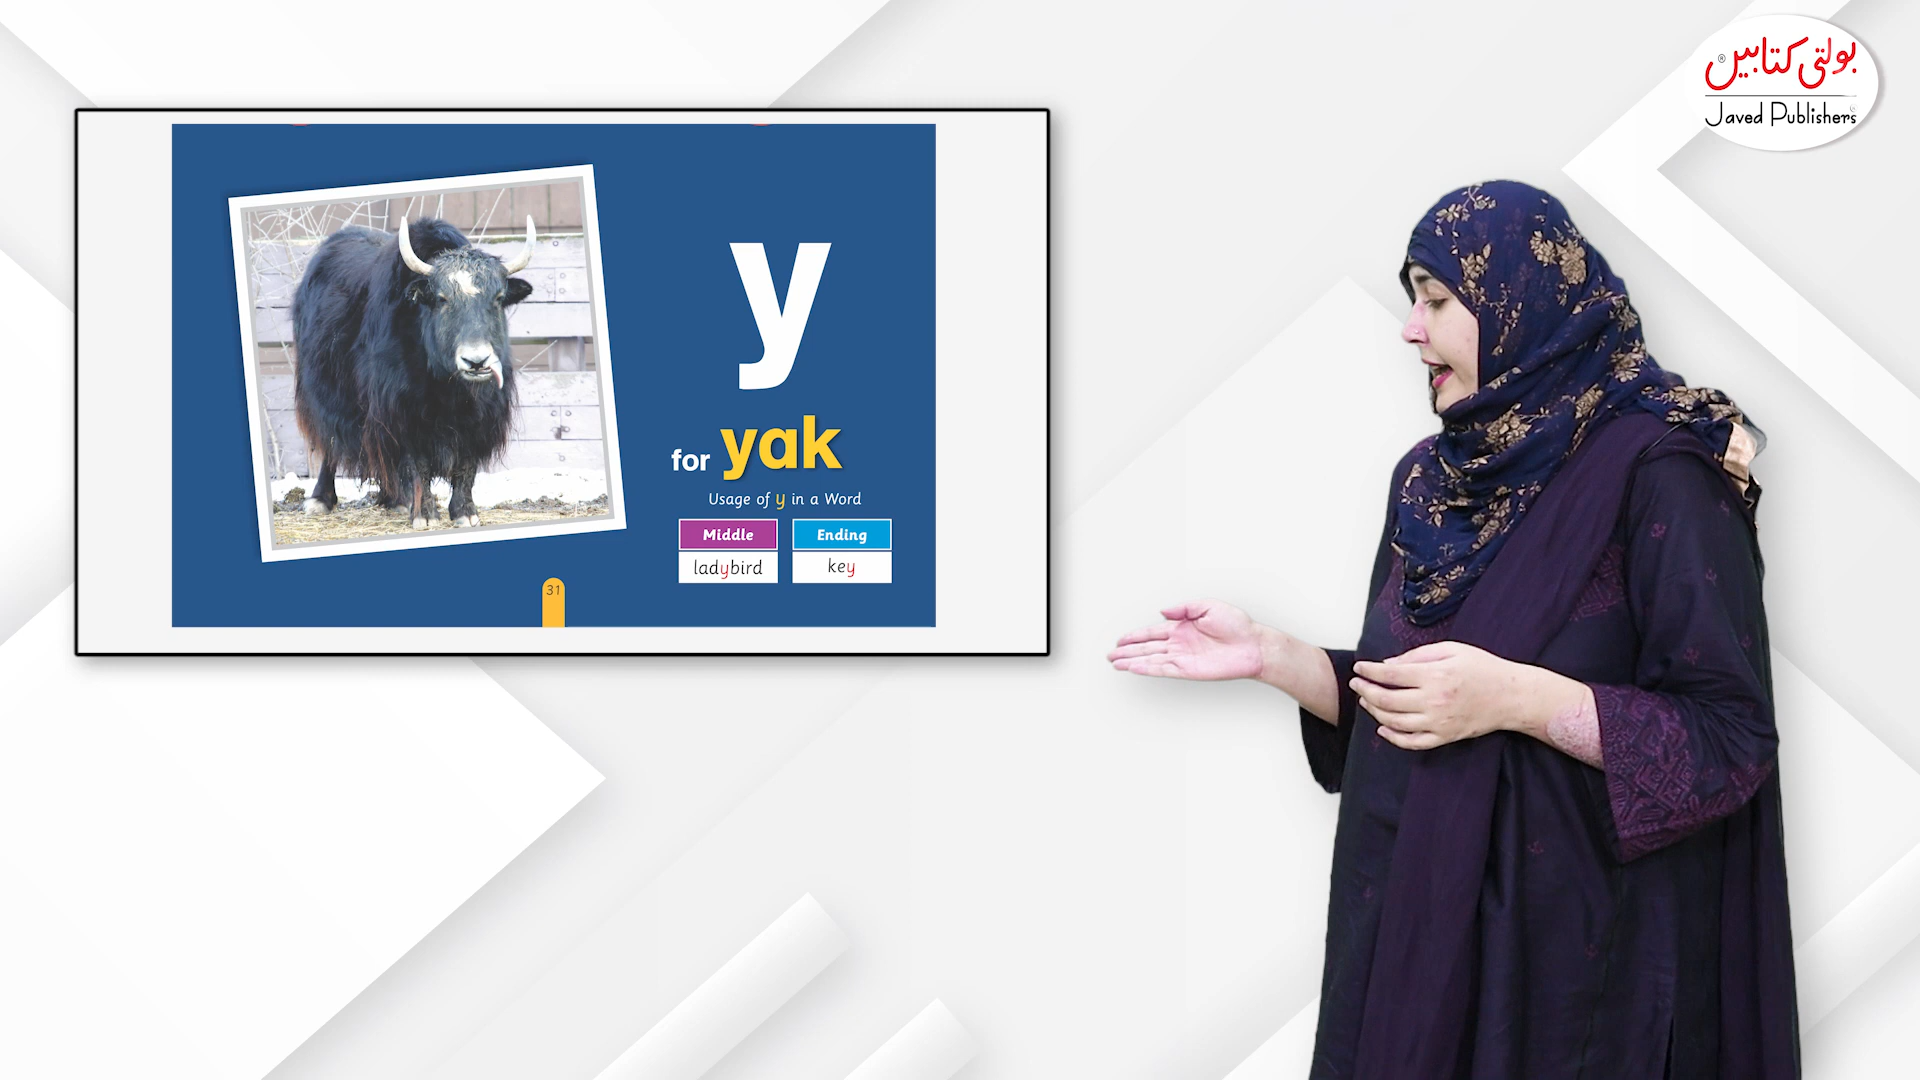 بولتی کتابیں ®
Javed Publishers
y
for yak
Usage of y in a Word
Middle
Ending
ladybird
key
31